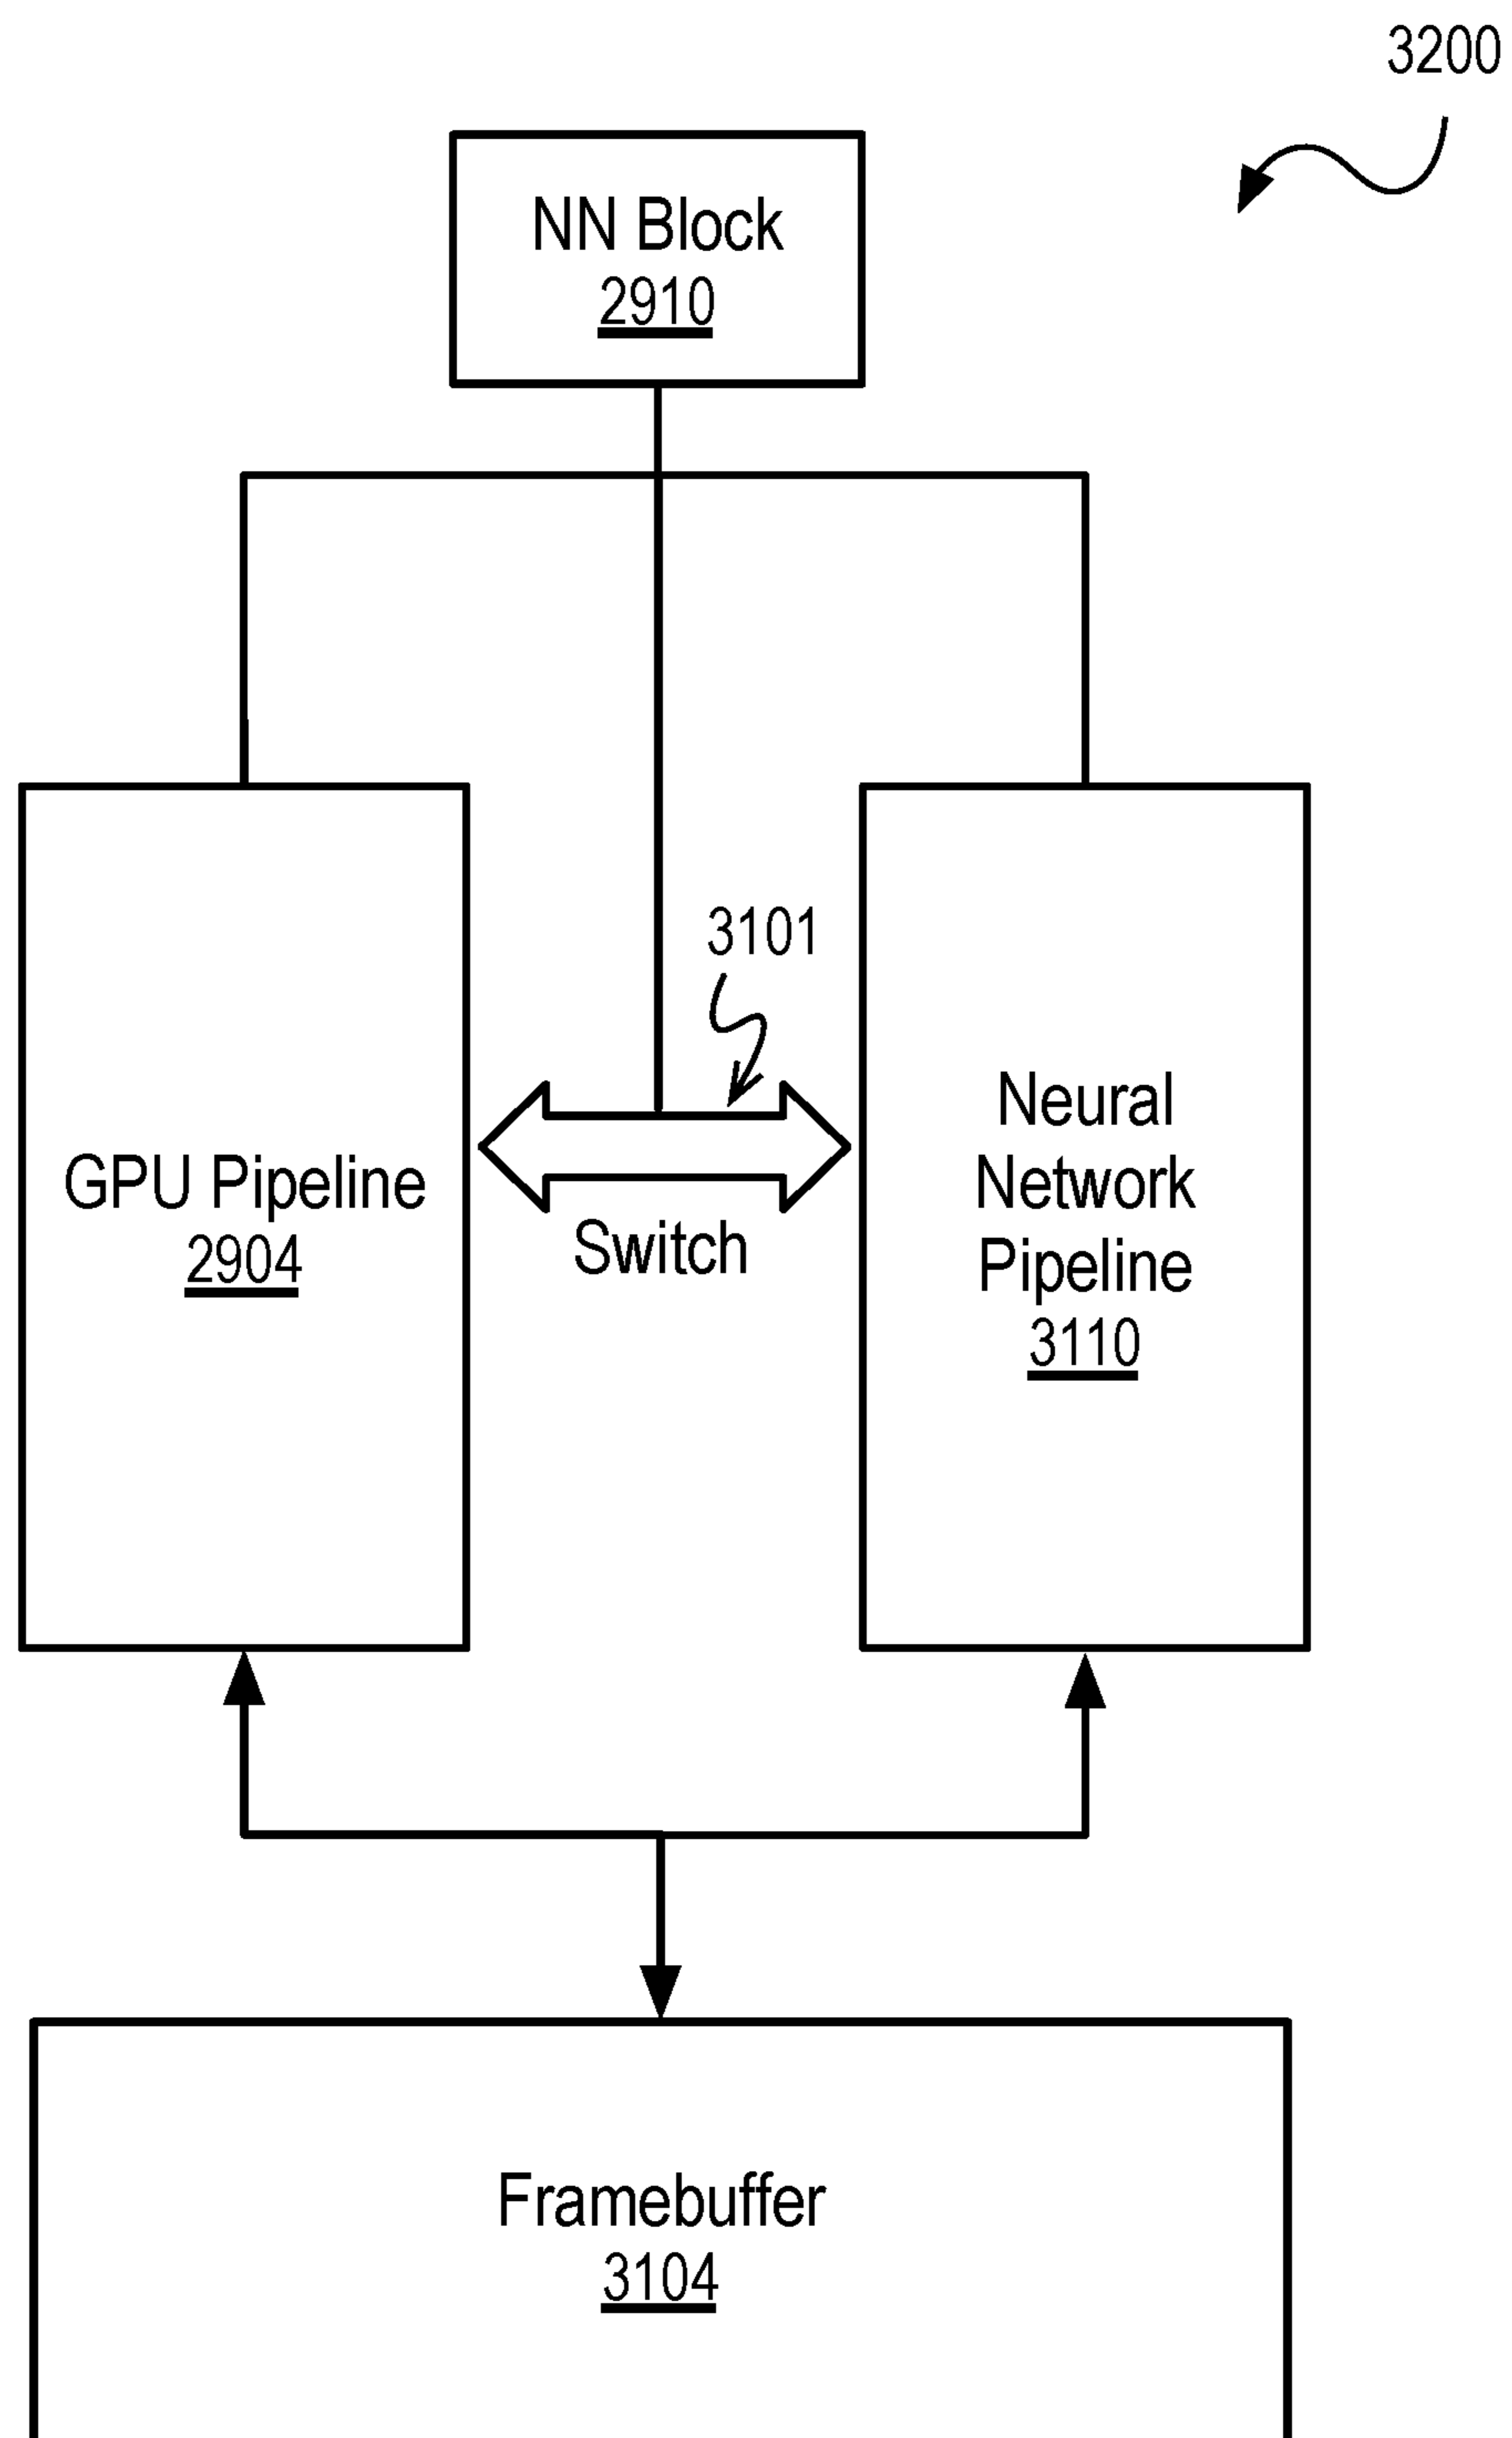 3200
NN Block
2910
3101
GPU Pipeline
2904
Switch
Neural
Network
Pipeline
3110
Framebuffer
3104